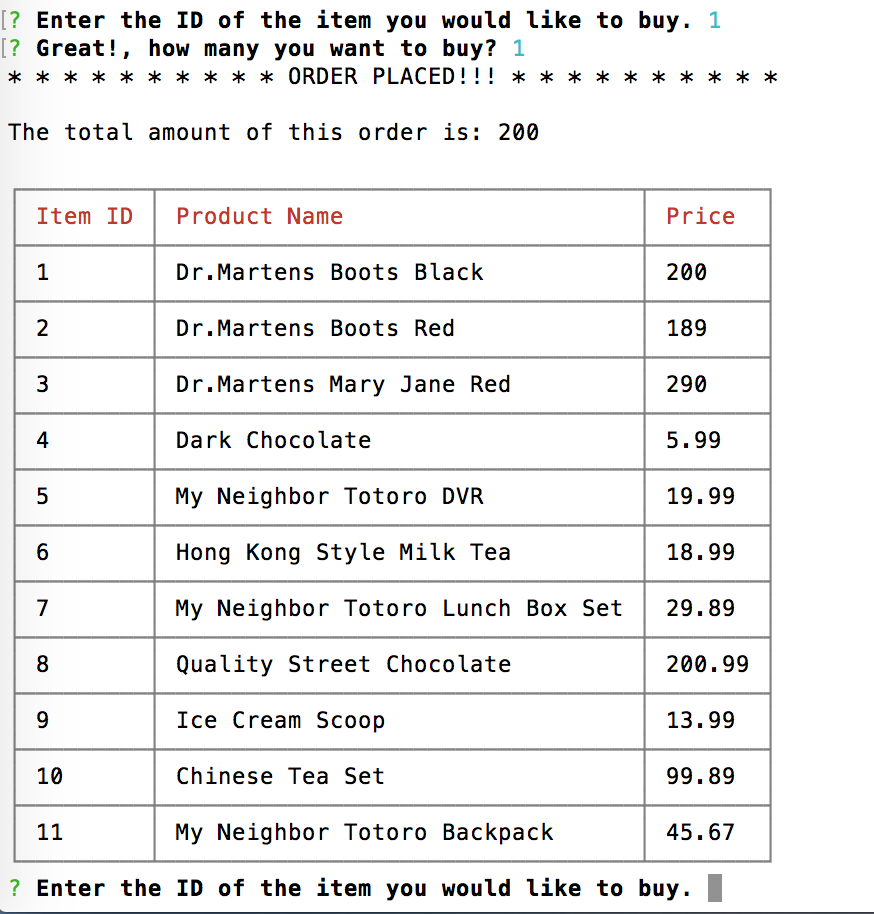 [? Enter the ID of the item you would like to buy. 1
[? Great!, how many you want to buy? 1
* * * * * * * * * * ORDER PLACED!!! * * * * * * * * * *
The total amount of this order is: 200
Item ID Product Name Price
1 Dr.Martens Boots Black 200
2 Dr.Martens Boots Red 189
3 Dr.Martens Mary Jane Red 290
4 Dark Chocolate 5.99
5 My Neighbor Totoro DVR 19.99
6 Hong Kong Style Milk Tea 18.99
7 My Neighbor Totoro Lunch Box Set 29.89
8 Quality Street Chocolate 200.99
9 Ice Cream Scoop 13.99
10 Chinese Tea Set 99.89
11 My Neighbor Totoro Backpack 45.67
? Enter the ID of the item you would like to buy.